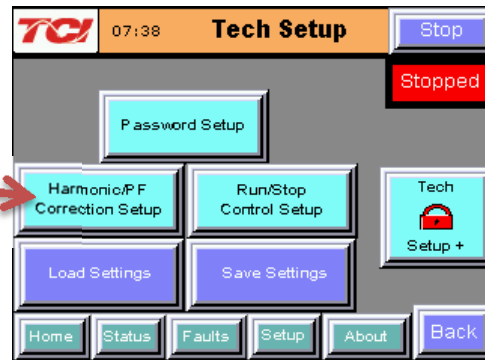 TCI 07:38 Tech Setup Stop
Stopped
Password Setup
Harmonic/PF
Correction Setup
Run/Stop
Control Setup
Tech
Setup +
Load Settings
Save Settings
Home Status Faults Setup About Back